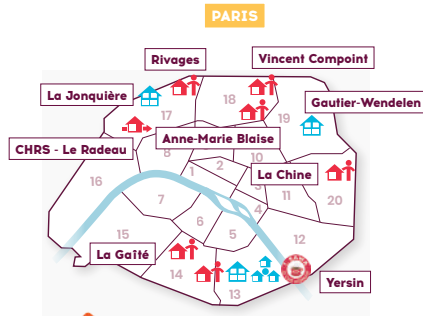 PARIS
Rivages
Vincent Compoint
La Jonquière
Gautier-Wendelen
18
17
19
Anne-Marie Blaise
CHRS - Le Radeau
8
10
2
1
La Chine
3
16
11
20
7
4
6
5
15
12
La Gaîté
14
13
Yersin